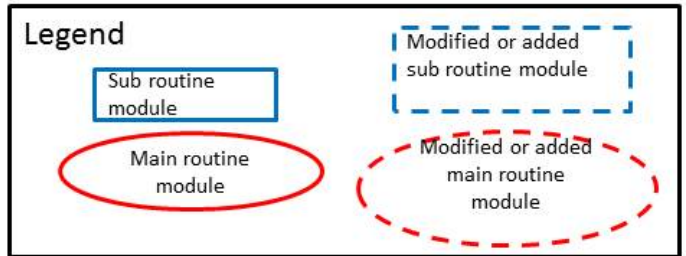 Legend
Sub routine
module
Modified or added
sub routine module
Main routine
module
Modified or added
main routine
module